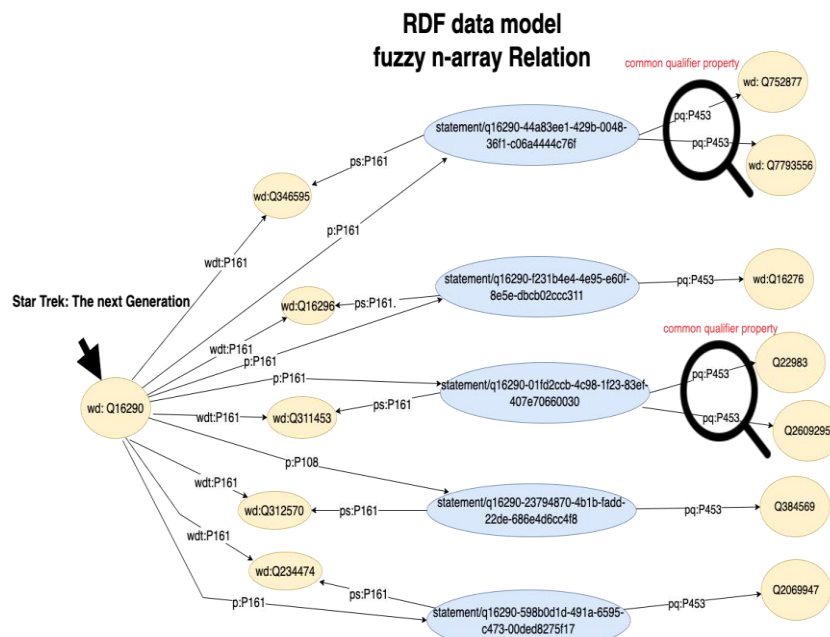 RDF data model
fuzzy n-array Relation
common qualifier property
wd: Q752877
pq:P453
statement/q16290-44a83ee1-429b-0048-
36f1-c06a4444c76f
pq:P453
wd: Q7793556
ps:P161
wd:Q346595
p:P161
wdt:P161
statement/q16290-f231b4e4-4e95-e60f-
8e5e-dbcb02ccc311
pq:P453
wd:Q16276
Star Trek: The next Generation
wd:Q16296
ps:P161.
common qualifier property
wdt:P161
p:P161
Q22983
pq:P453
p:P161
statement/q16290-01fd2ccb-4c98-1f23-83ef-
407e70660030
wd: Q16290
ps:P161
wdt:P161
wd:Q311453
pq:P453
Q2609295
p:P108
wdt:P161
statement/q16290-23794870-4b1b-fadd-
22de-686e4d6cc4f8
wd:Q312570
ps:P161
pq:P453
Q384569
wdt:P161
wd:Q234474
ps:P161
Q2069947
p:P161
pq:P453
statement/q16290-598b0d1d-491a-6595-
c473-00ded8275f17